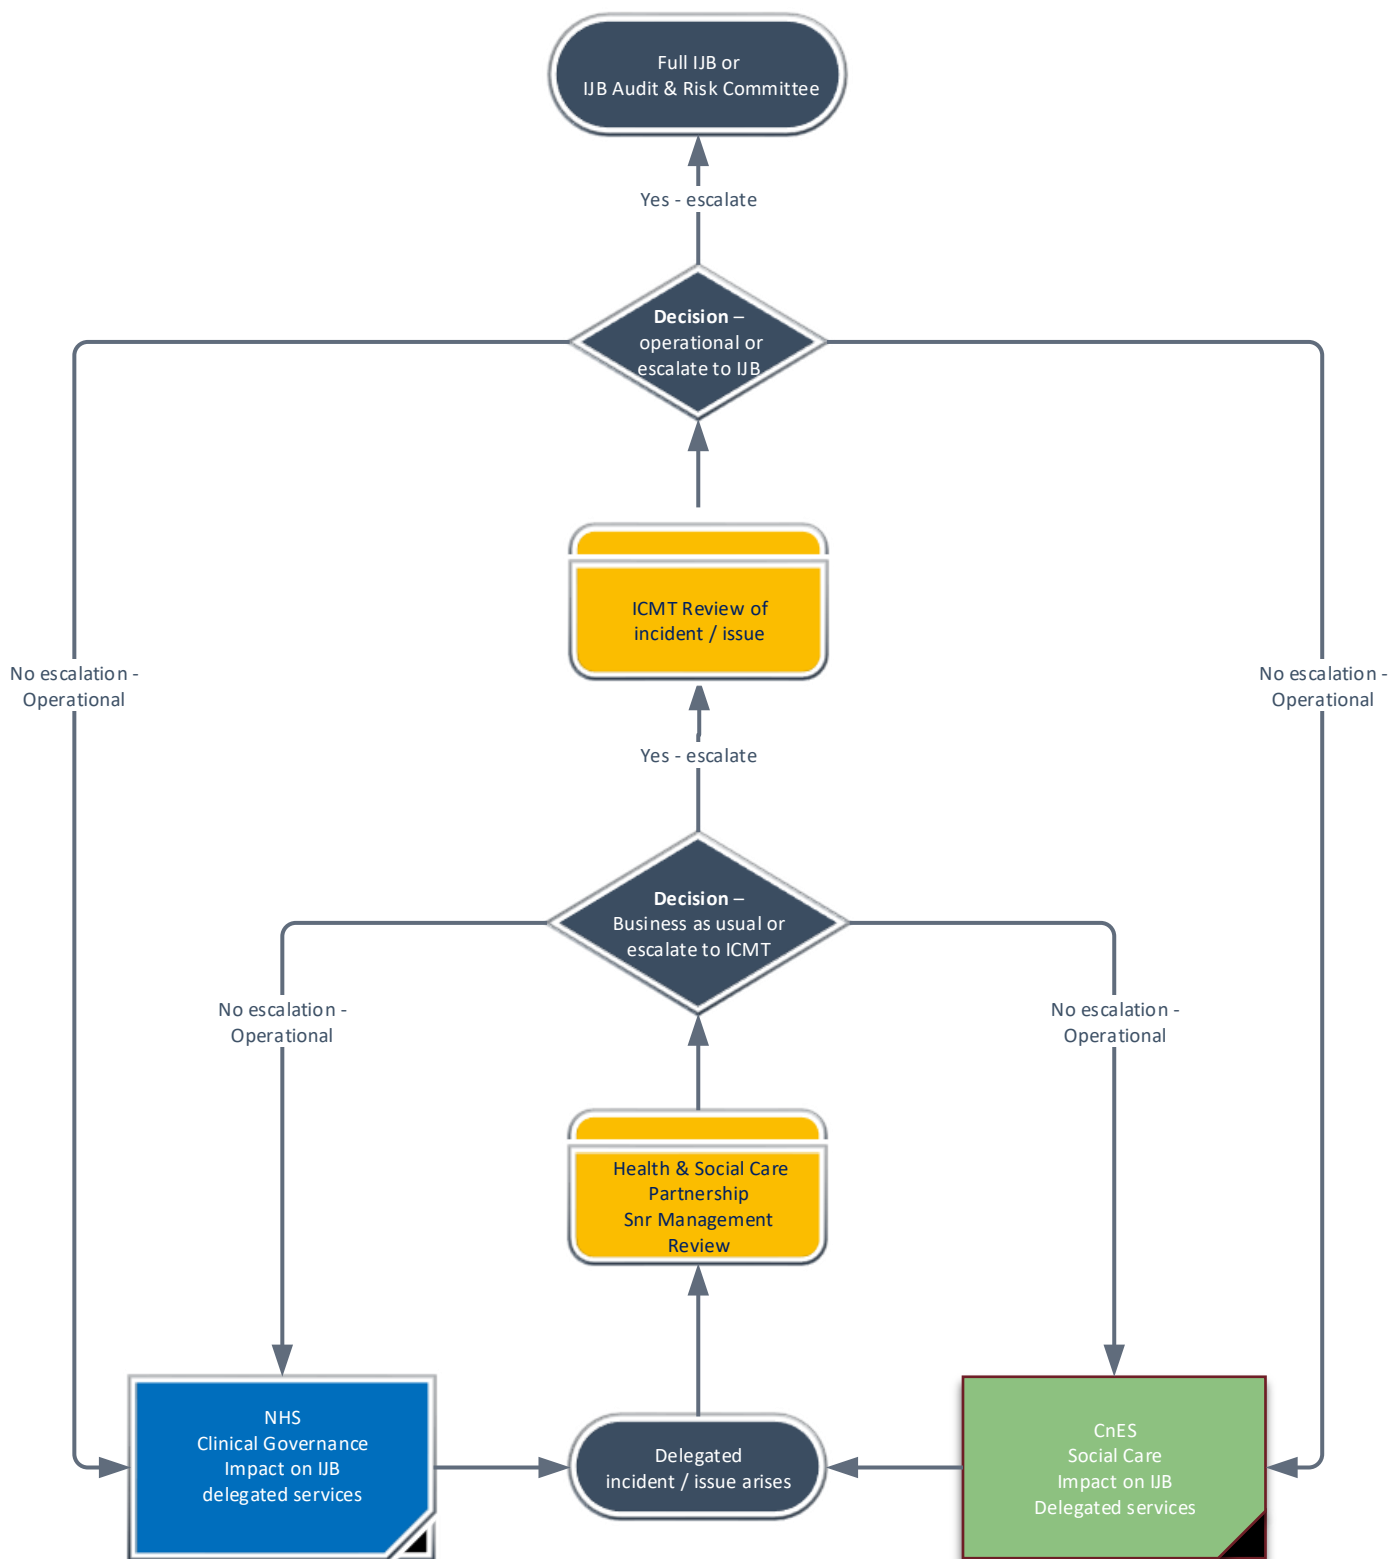 Full IJB or
IJB Audit & Risk Committee
Yes - escalate
Decision –
operational or
escalate to IJB
No escalation -
Operational
No escalation -
Operational
ICMT Review of
incident / issue
Yes - escalate
Decision –
Business as usual or
escalate to ICMT
No escalation -
Operational
No escalation -
Operational
Health & Social Care
Partnership
Snr Management
Review
NHS
Clinical Governance
Impact on IJB
delegated services
Delegated
incident / issue arises
CnES
Social Care
Impact on IJB
Delegated services